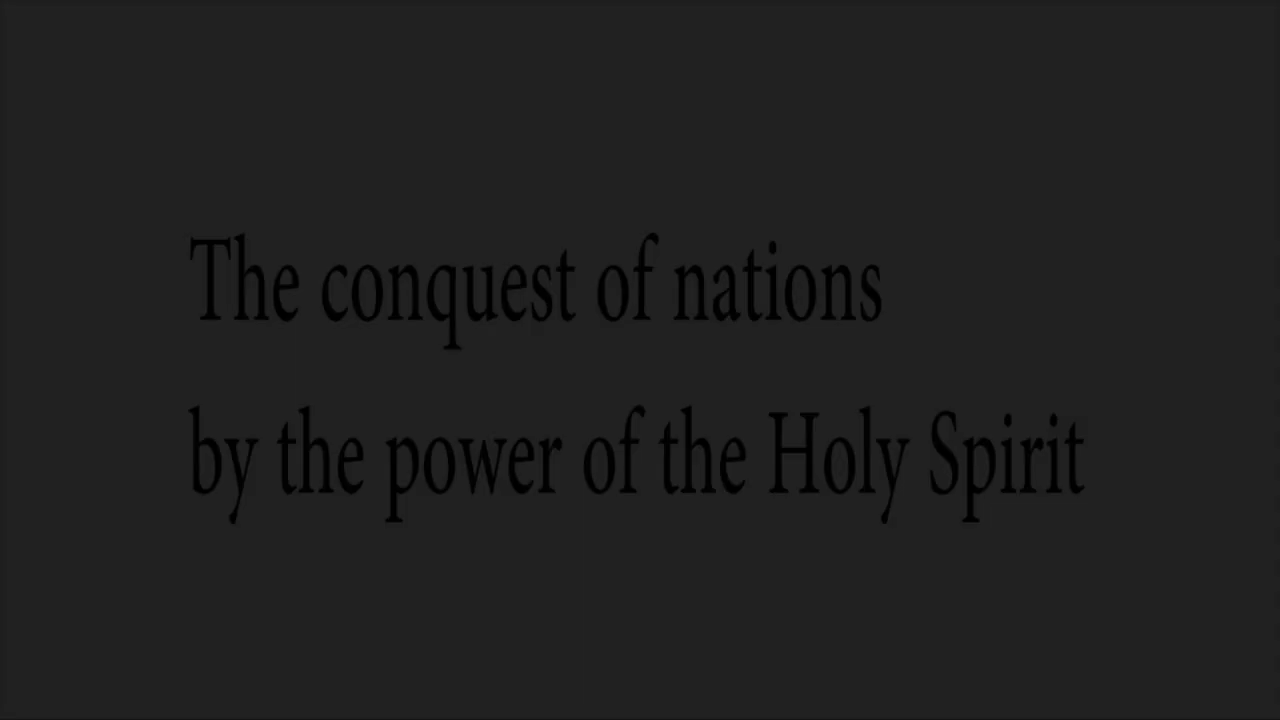 The conquest of nations
by the power of the Holy Spirit